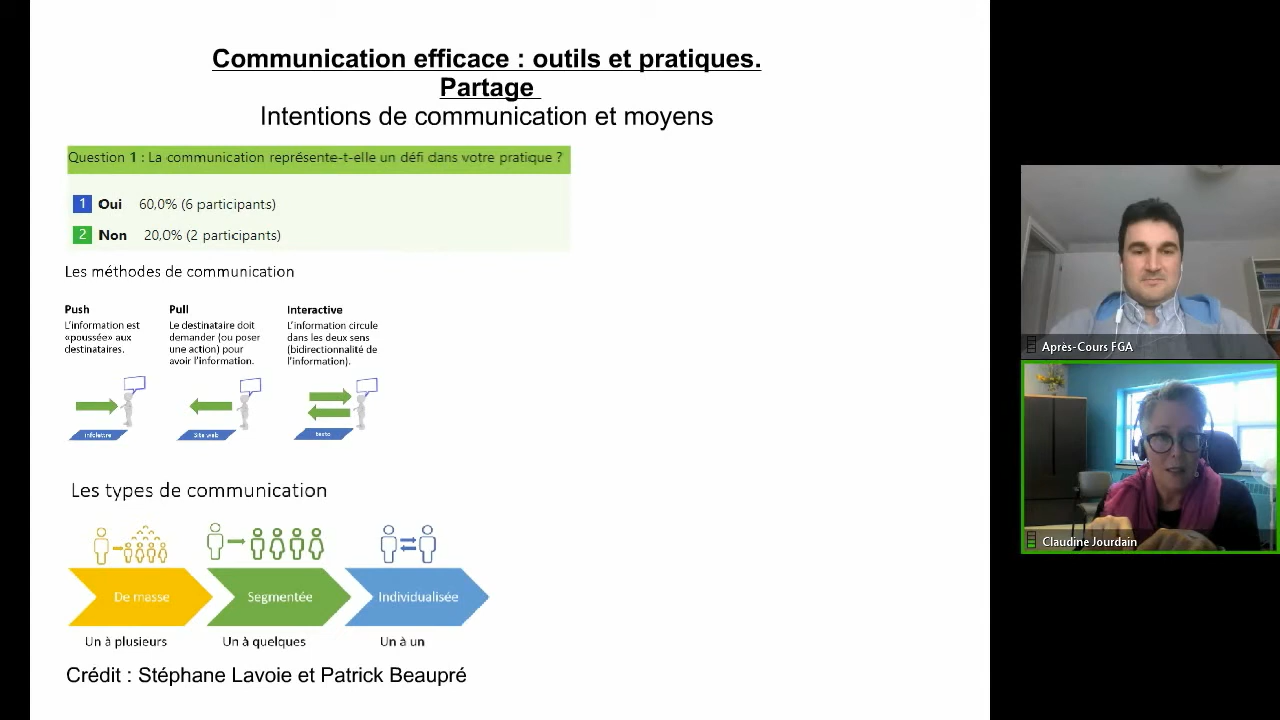 Communication efficace : outils et pratiques.
Partage
Intentions de communication et moyens
Question 1 : La communication représente-t-elle un défi dans votre pratique ?
1 Oui 60,0% (6 participants)
2 Non 20,0% (2 participants)
Les méthodes de communication
Push
L'information est
«poussée» aux
destinataires.
Pull
Le destinataire doit
demander (ou poser
une action) pour
avoir l'information.
Interactive
L'information circule
dans les deux sens
(bidirectionnalité de
l'information).
Infolettre
Site web
texto
Les types de communication
De masse
Segmentée
Individualisée
Un à plusieurs
Un à quelques
Un à un
Crédit : Stéphane Lavoie et Patrick Beaupré
Après-Cours FGA
Claudine Jourdain